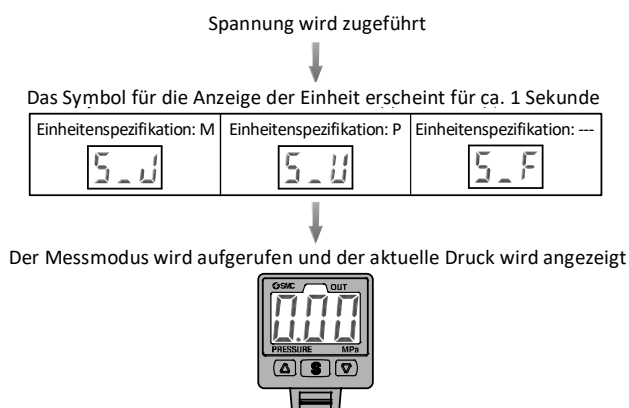 Spannung wird zugeführt
Das Symbol für die Anzeige der Einheit erscheint für ca. 1 Sekunde
Einheitenspezifikation: M Einheitenspezifikation: P Einheitenspezifikation: ---
5_J 5_U 5_F
Der Messmodus wird aufgerufen und der aktuelle Druck wird angezeigt
SMC OUT
0.00
PRESSURE MPa
S